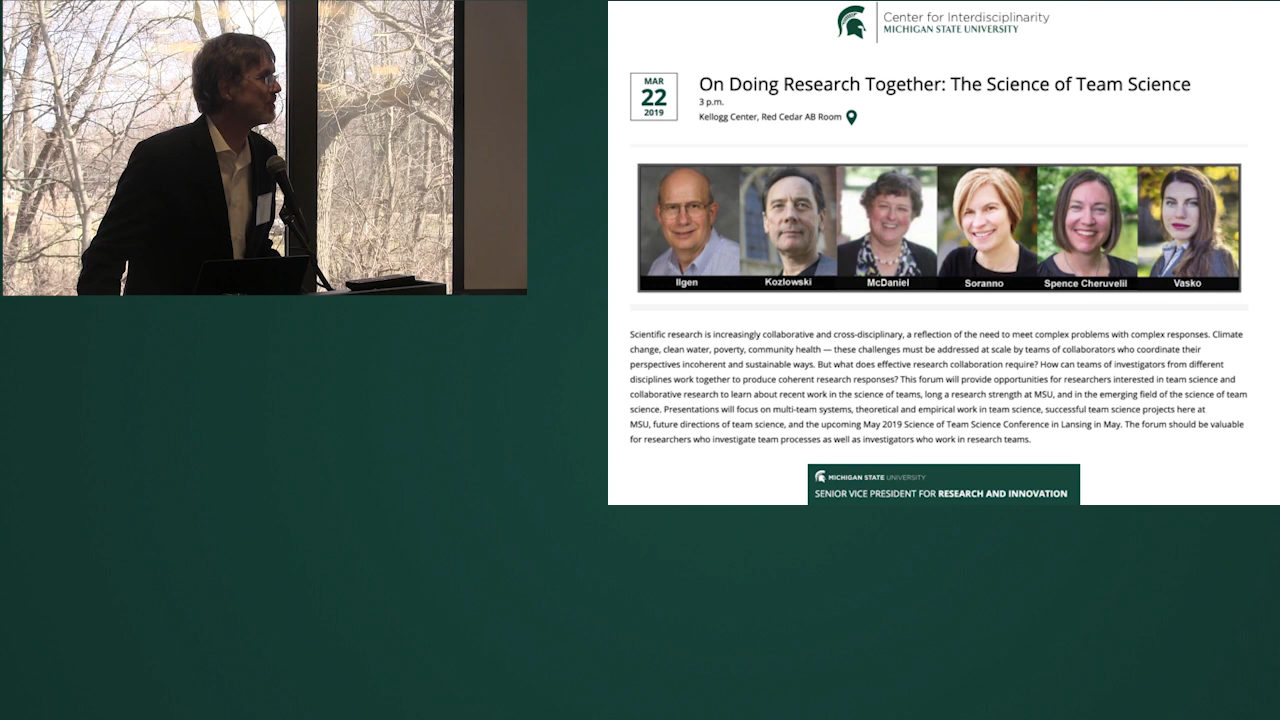 Center for Interdisciplinarity
MICHIGAN STATE UNIVERSITY
MAR
22
2019
On Doing Research Together: The Science of Team Science
3 p.m.
Kellogg Center, Red Cedar AB Room
Ilgen
Kozlowski
McDaniel
Soranno
Spence Cheruvelil
Vasko
Scientific research is increasingly collaborative and cross-disciplinary, a reflection of the need to meet complex problems with complex responses. Climate
change, clean water, poverty, community health — these challenges must be addressed at scale by teams of collaborators who coordinate their
perspectives incoherent and sustainable ways. But what does effective research collaboration require? How can teams of investigators from different
disciplines work together to produce coherent research responses? This forum will provide opportunities for researchers interested in team science and
collaborative research to learn about recent work in the science of teams, long a research strength at MSU, and in the emerging field of the science of team
science. Presentations will focus on multi-team systems, theoretical and empirical work in team science, successful team science projects here at
MSU, future directions of team science, and the upcoming May 2019 Science of Team Science Conference in Lansing in May. The forum should be valuable
for researchers who investigate team processes as well as investigators who work in research teams.
MICHIGAN STATE UNIVERSITY
SENIOR VICE PRESIDENT FOR RESEARCH AND INNOVATION